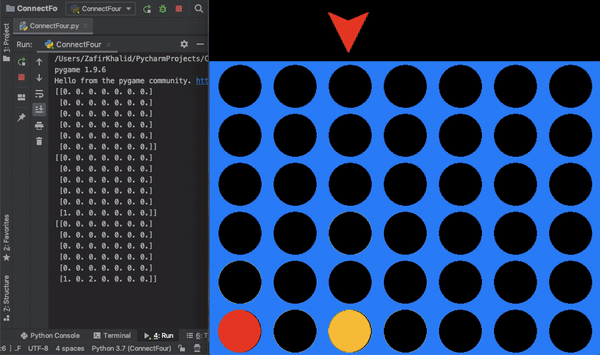 ConnectFo
ConnectFour
ConnectFour.py
1: Project
Run:
ConnectFour
/Users/ZafirKhalid/PycharmProjects/C
pygame 1.9.6
Hello from the pygame community. htt
[[0. 0. 0. 0. 0. 0. 0.]
[0. 0. 0. 0. 0. 0. 0.]
[0. 0. 0. 0. 0. 0. 0.]
[0. 0. 0. 0. 0. 0. 0.]
[0. 0. 0. 0. 0. 0. 0.]
[0. 0. 0. 0. 0. 0. 0.]]
[[0. 0. 0. 0. 0. 0. 0.]
[0. 0. 0. 0. 0. 0. 0.]
[0. 0. 0. 0. 0. 0. 0.]
[0. 0. 0. 0. 0. 0. 0.]
[0. 0. 0. 0. 0. 0. 0.]
[1. 0. 0. 0. 0. 0. 0.]]
[[0. 0. 0. 0. 0. 0. 0.]
[0. 0. 0. 0. 0. 0. 0.]
[0. 0. 0. 0. 0. 0. 0.]
[0. 0. 0. 0. 0. 0. 0.]
[0. 0. 0. 0. 0. 0. 0.]
[1. 0. 2. 0. 0. 0. 0.]]
2: Favorites
Z: Structure
Python Console
Terminal
4: Run
6: T
:6
LF
UTF-8
4 spaces
Python 3.7 (ConnectFour)